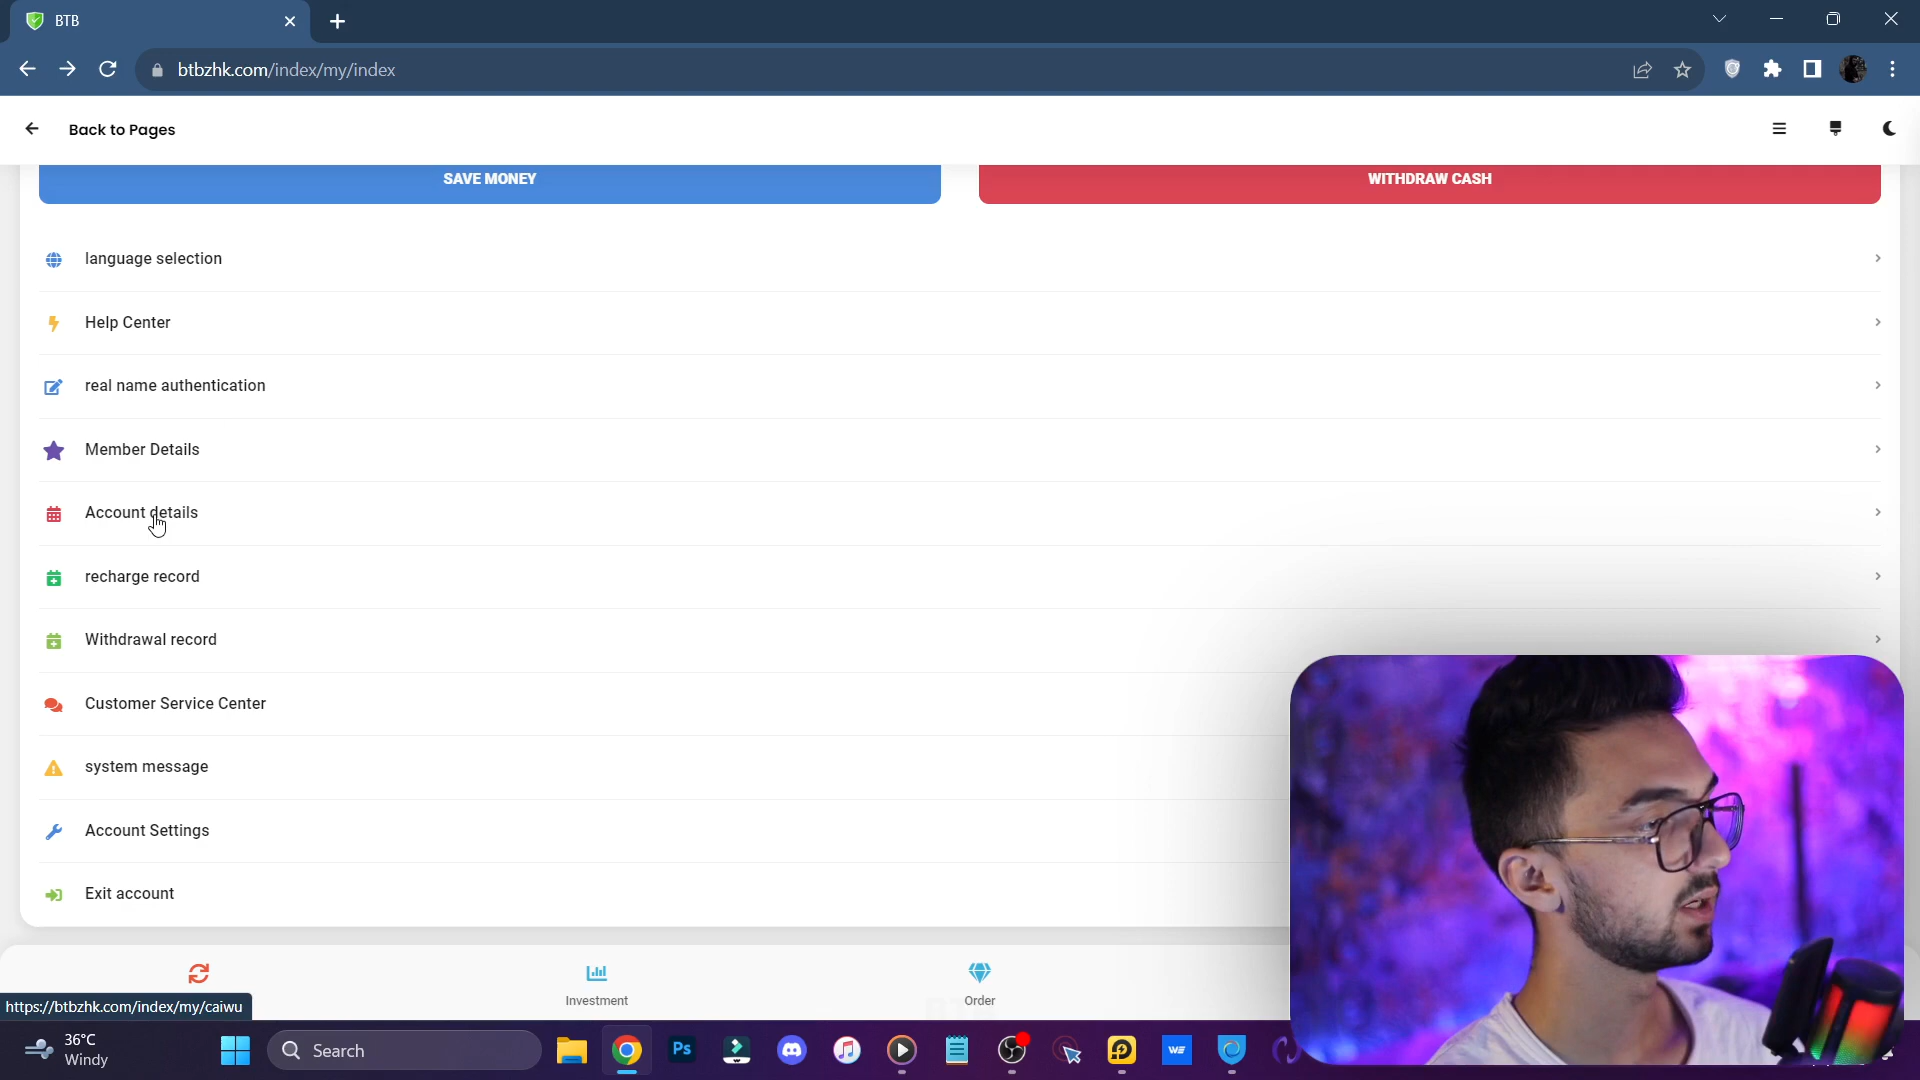 BTB
btbzhk.com/index/my/index
Back to Pages
SAVE MONEY
WITHDRAW CASH
language selection
Help Center
real name authentication
Member Details
Account details
recharge record
Withdrawal record
Customer Service Center
system message
Account Settings
Exit account
Investment
Order
https://btbzhk.com/index/my/caiwu
36°C
Windy
Search
Ps